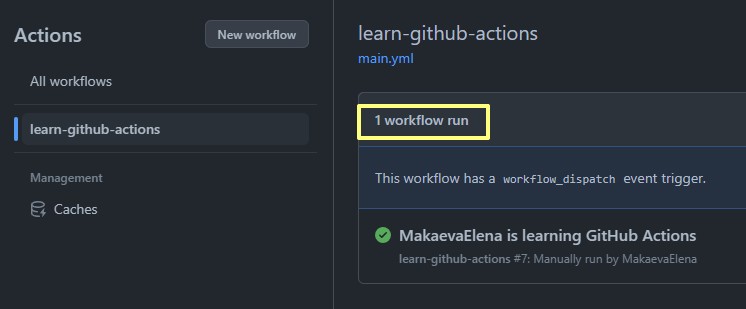 Actions
New workflow
All workflows
learn-github-actions
Management
Caches
learn-github-actions
main.yml
1 workflow run
This workflow has a workflow_dispatch event trigger.
MakaevaElena is learning GitHub Actions
learn-github-actions #7: Manually run by MakaevaElena